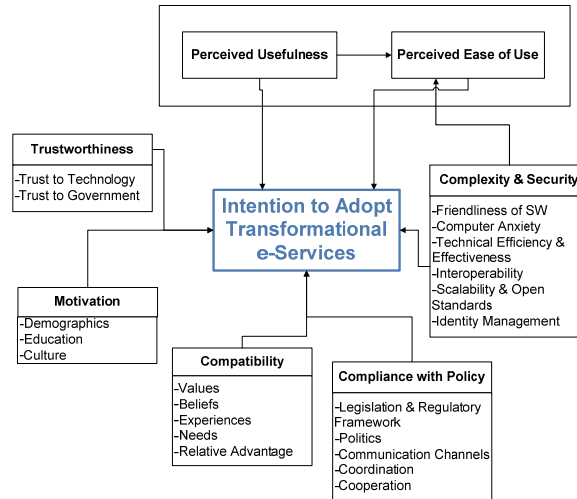 Perceived Usefulness
Perceived Ease of Use
Trustworthiness
-Trust to Technology
-Trust to Government
Intention to Adopt
Transformational
e-Services
Complexity & Security
-Friendliness of SW
-Computer Anxiety
-Technical Efficiency &
Effectiveness
-Interoperability
-Scalability & Open
Standards
-Identity Management
Motivation
-Demographics
-Education
-Culture
Compatibility
-Values
-Beliefs
-Experiences
-Needs
-Relative Advantage
Compliance with Policy
-Legislation & Regulatory
Framework
-Politics
-Communication Channels
-Coordination
-Cooperation